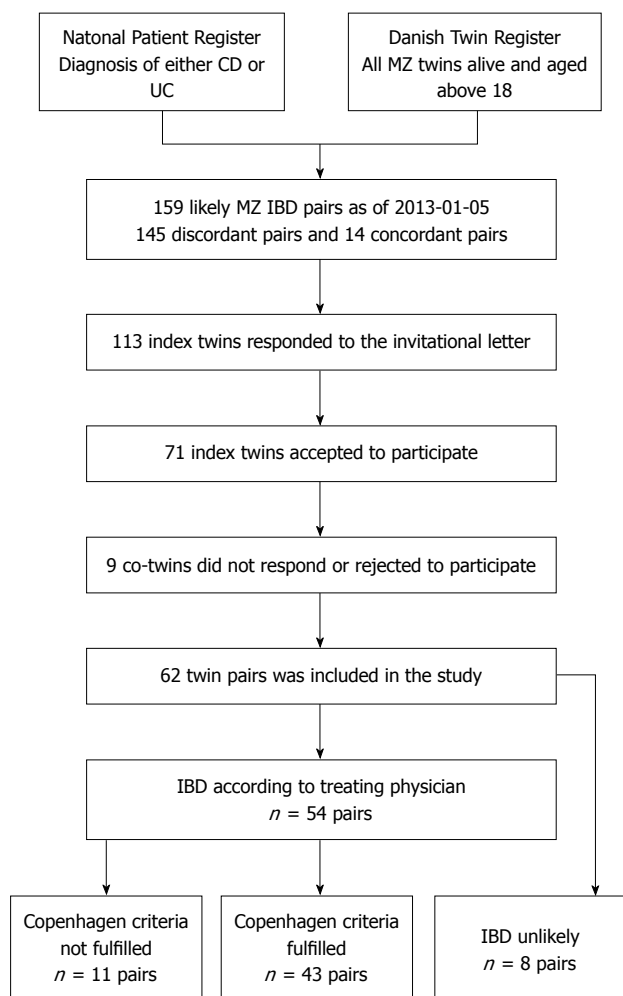 Natonal Patient Register
Diagnosis of either CD or
UC
Danish Twin Register
All MZ twins alive and aged
above 18
159 likely MZ IBD pairs as of 2013-01-05
145 discordant pairs and 14 concordant pairs
113 index twins responded to the invitational letter
71 index twins accepted to participate
9 co-twins did not respond or rejected to participate
62 twin pairs was included in the study
IBD according to treating physician
n = 54 pairs
Copenhagen criteria
not fulfilled
n = 11 pairs
Copenhagen criteria
fulfilled
n = 43 pairs
IBD unlikely
n = 8 pairs